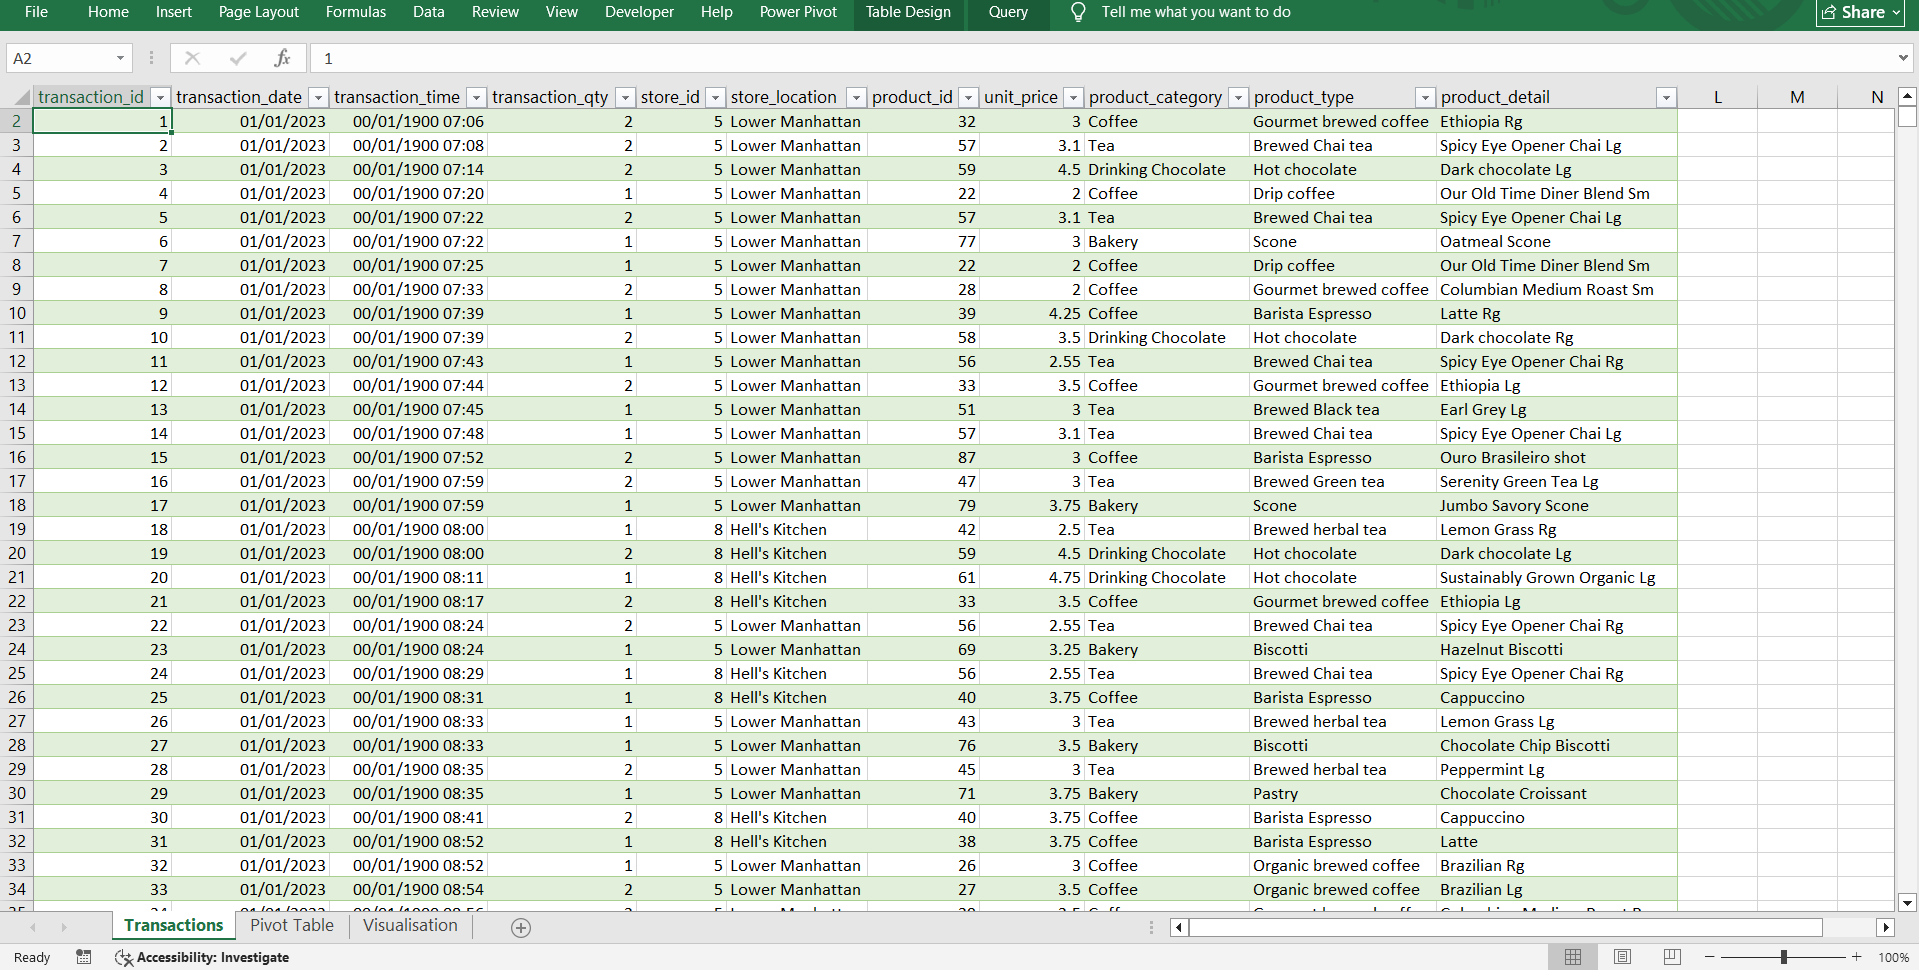 File Home Insert Page Layout Formulas Data Review View Developer Help Power Pivot Table Design Query Tell me what you want to do Share
A2 fx 1
transaction_id transaction_date transaction_time transaction_qty store_id store_location product_id unit_price product_category product_type product_detail L M N
2 1 01/01/2023 00/01/1900 07:06 2 5 Lower Manhattan 32 3 Coffee Gourmet brewed coffee Ethiopia Rg
3 2 01/01/2023 00/01/1900 07:08 2 5 Lower Manhattan 57 3.1 Tea Brewed Chai tea Spicy Eye Opener Chai Lg
4 3 01/01/2023 00/01/1900 07:14 2 5 Lower Manhattan 59 4.5 Drinking Chocolate Hot chocolate Dark chocolate Lg
5 4 01/01/2023 00/01/1900 07:20 1 5 Lower Manhattan 22 2 Coffee Drip coffee Our Old Time Diner Blend Sm
6 5 01/01/2023 00/01/1900 07:22 2 5 Lower Manhattan 57 3.1 Tea Brewed Chai tea Spicy Eye Opener Chai Lg
7 6 01/01/2023 00/01/1900 07:22 1 5 Lower Manhattan 77 3 Bakery Scone Oatmeal Scone
8 7 01/01/2023 00/01/1900 07:25 1 5 Lower Manhattan 22 2 Coffee Drip coffee Our Old Time Diner Blend Sm
9 8 01/01/2023 00/01/1900 07:33 2 5 Lower Manhattan 28 2 Coffee Gourmet brewed coffee Columbian Medium Roast Sm
10 9 01/01/2023 00/01/1900 07:39 1 5 Lower Manhattan 39 4.25 Coffee Barista Espresso Latte Rg
11 10 01/01/2023 00/01/1900 07:39 2 5 Lower Manhattan 58 3.5 Drinking Chocolate Hot chocolate Dark chocolate Rg
12 11 01/01/2023 00/01/1900 07:43 1 5 Lower Manhattan 56 2.55 Tea Brewed Chai tea Spicy Eye Opener Chai Rg
13 12 01/01/2023 00/01/1900 07:44 2 5 Lower Manhattan 33 3.5 Coffee Gourmet brewed coffee Ethiopia Lg
14 13 01/01/2023 00/01/1900 07:45 1 5 Lower Manhattan 51 3 Tea Brewed Black tea Earl Grey Lg
15 14 01/01/2023 00/01/1900 07:48 1 5 Lower Manhattan 57 3.1 Tea Brewed Chai tea Spicy Eye Opener Chai Lg
16 15 01/01/2023 00/01/1900 07:52 2 5 Lower Manhattan 87 3 Coffee Barista Espresso Ouro Brasileiro shot
17 16 01/01/2023 00/01/1900 07:59 2 5 Lower Manhattan 47 3 Tea Brewed Green tea Serenity Green Tea Lg
18 17 01/01/2023 00/01/1900 07:59 1 5 Lower Manhattan 79 3.75 Bakery Scone Jumbo Savory Scone
19 18 01/01/2023 00/01/1900 08:00 1 8 Hell's Kitchen 42 2.5 Tea Brewed herbal tea Lemon Grass Rg
20 19 01/01/2023 00/01/1900 08:00 2 8 Hell's Kitchen 59 4.5 Drinking Chocolate Hot chocolate Dark chocolate Lg
21 20 01/01/2023 00/01/1900 08:11 1 8 Hell's Kitchen 61 4.75 Drinking Chocolate Hot chocolate Sustainably Grown Organic Lg
22 21 01/01/2023 00/01/1900 08:17 2 8 Hell's Kitchen 33 3.5 Coffee Gourmet brewed coffee Ethiopia Lg
23 22 01/01/2023 00/01/1900 08:24 2 5 Lower Manhattan 56 2.55 Tea Brewed Chai tea Spicy Eye Opener Chai Rg
24 23 01/01/2023 00/01/1900 08:24 1 5 Lower Manhattan 69 3.25 Bakery Biscotti Hazelnut Biscotti
25 24 01/01/2023 00/01/1900 08:29 1 8 Hell's Kitchen 56 2.55 Tea Brewed Chai tea Spicy Eye Opener Chai Rg
26 25 01/01/2023 00/01/1900 08:31 1 8 Hell's Kitchen 40 3.75 Coffee Barista Espresso Cappuccino
27 26 01/01/2023 00/01/1900 08:33 1 5 Lower Manhattan 43 3 Tea Brewed herbal tea Lemon Grass Lg
28 27 01/01/2023 00/01/1900 08:33 1 5 Lower Manhattan 76 3.5 Bakery Biscotti Chocolate Chip Biscotti
29 28 01/01/2023 00/01/1900 08:35 2 5 Lower Manhattan 45 3 Tea Brewed herbal tea Peppermint Lg
30 29 01/01/2023 00/01/1900 08:35 1 5 Lower Manhattan 71 3.75 Bakery Pastry Chocolate Croissant
31 30 01/01/2023 00/01/1900 08:41 2 8 Hell's Kitchen 40 3.75 Coffee Barista Espresso Cappuccino
32 31 01/01/2023 00/01/1900 08:52 1 8 Hell's Kitchen 38 3.75 Coffee Barista Espresso Latte
33 32 01/01/2023 00/01/1900 08:52 1 5 Lower Manhattan 26 3 Coffee Organic brewed coffee Brazilian Rg
34 33 01/01/2023 00/01/1900 08:54 2 5 Lower Manhattan 27 3.5 Coffee Organic brewed coffee Brazilian Lg
Transactions Pivot Table Visualisation
Ready Accessibility: Investigate 100%